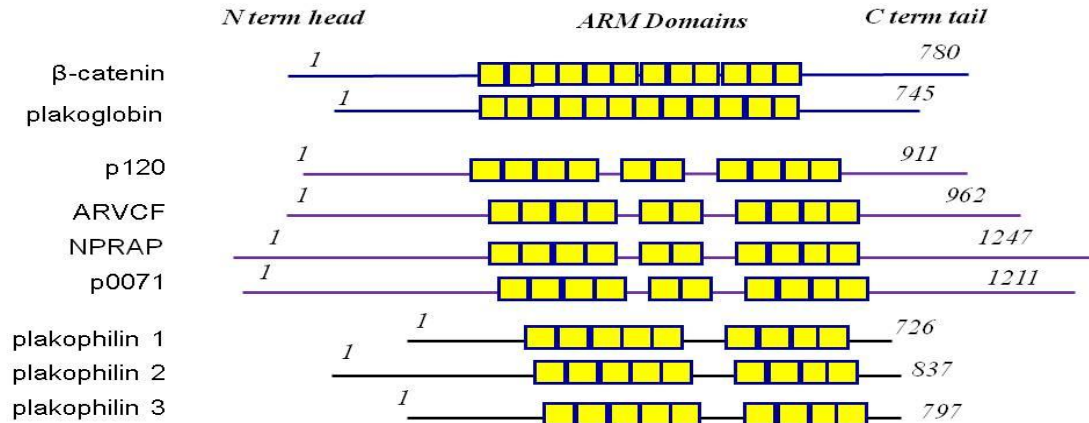 N term head ARM Domains C term tail
β-catenin 1 780
plakoglobin 1 745
p120 1 911
ARVCF 1 962
NPRAP 1 1247
p0071 1 1211
plakophilin 1 1 726
plakophilin 2 1 837
plakophilin 3 1 797